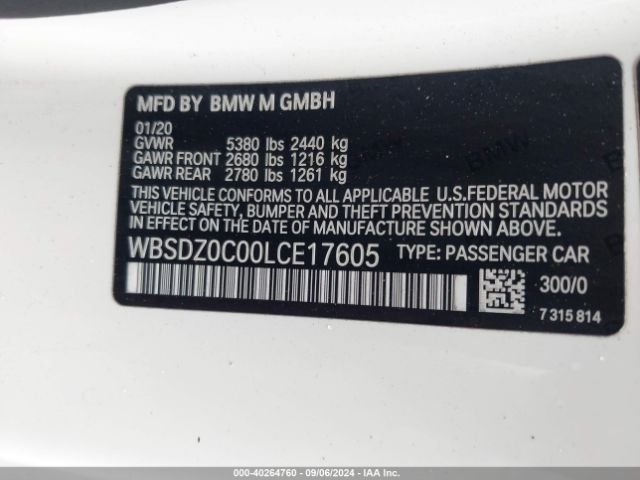 MFD BY BMW M GMBH
01/20
GVWR 5380 lbs 2440 kg
GAWR FRONT 2680 lbs 1216 kg
GAWR REAR 2780 lbs 1261 kg
THIS VEHICLE CONFORMS TO ALL APPLICABLE U.S.FEDERAL MOTOR
VEHICLE SAFETY, BUMPER AND THEFT PREVENTION STANDARDS
IN EFFECT ON THE DATE OF MANUFACTURE SHOWN ABOVE.
WBSDZ0C00LCE17605 TYPE: PASSENGER CAR
300/0
7 315 814
000-40264760 - 09/06/2024 - IAAI.COM